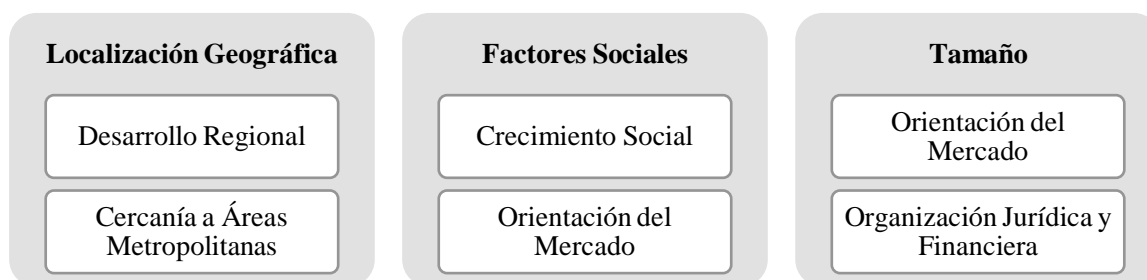 Localización Geográfica
Desarrollo Regional
Cercanía a Áreas
Metropolitanas
Factores Sociales
Crecimiento Social
Orientación del
Mercado
Tamaño
Orientación del
Mercado
Organización Jurídica y
Financiera